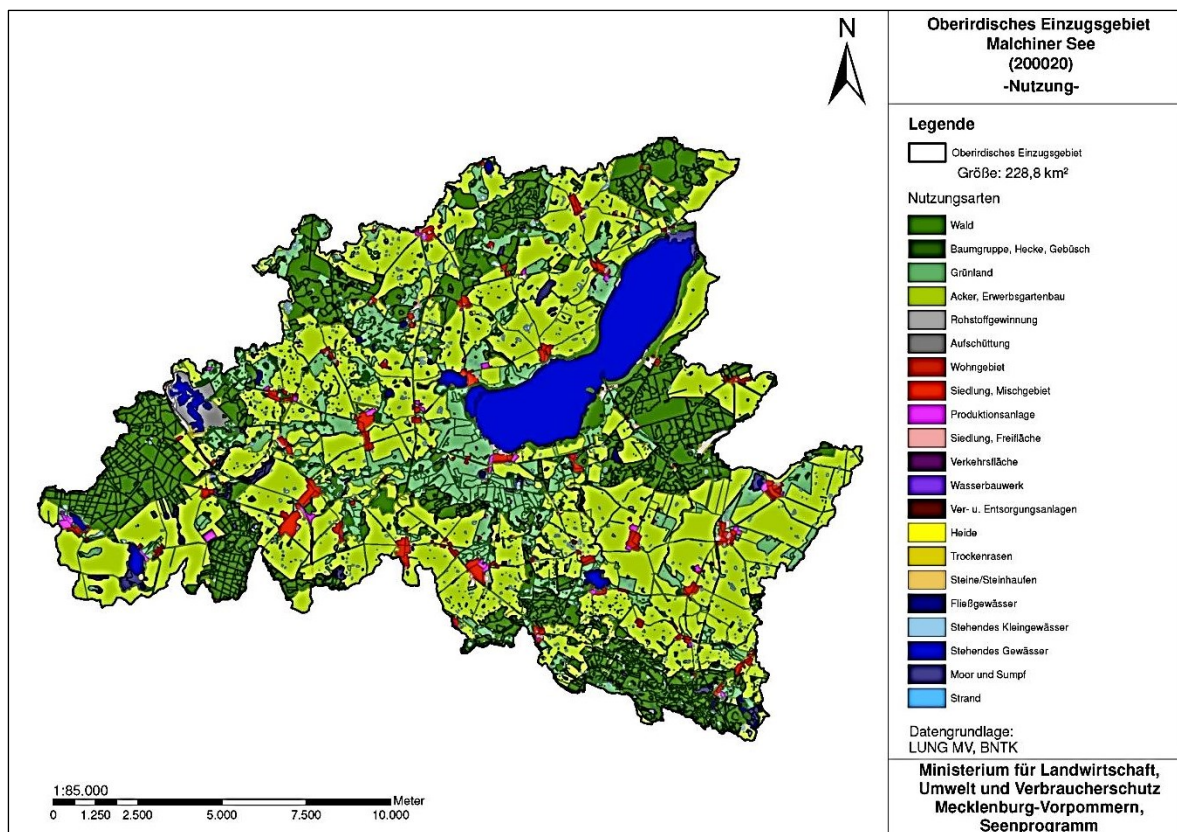 N
Oberirdisches Einzugsgebiet
Malchiner See
(200020)
-Nutzung-
Legende
Oberirdisches Einzugsgebiet
Größe: 228,8 km²
Nutzungsarten
Wald
Baumgruppe, Hecke, Gebüsch
Grünland
Acker, Erwerbsgartenbau
Rohstoffgewinnung
Aufschüttung
Wohngebiet
Siedlung, Mischgebiet
Produktionsanlage
Siedlung, Freifläche
Verkehrsfläche
Wasserbauwerk
Ver- u. Entsorgungsanlagen
Heide
Trockenrasen
Steine/Steinhaufen
Fließgewässer
Stehendes Kleingewässer
Stehendes Gewässer
Moor und Sumpf
Strand
Datengrundlage:
LUNG MV, BNTK
Ministerium für Landwirtschaft,
Umwelt und Verbraucherschutz
Mecklenburg-Vorpommern,
Seenprogramm
1:85.000
Meter
0 1.250 2.500 5.000 7.500 10.000